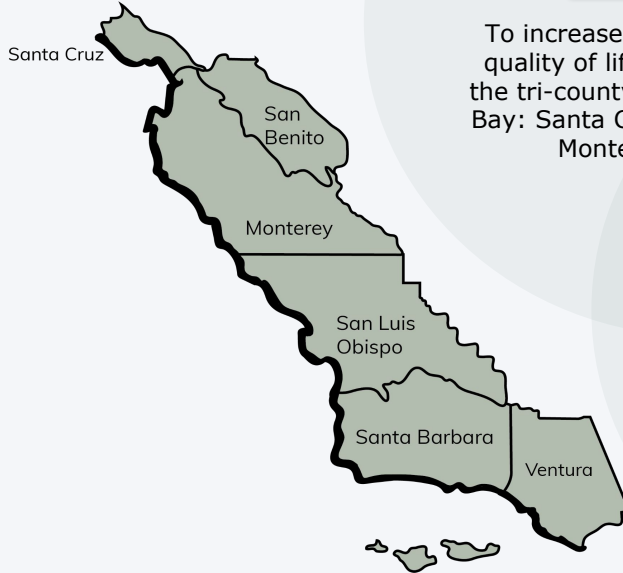 To increase
quality of lif
the tri-county
Bay: Santa C
Monte
Santa Cruz
San
Benito
Monterey
San Luis
Obispo
Santa Barbara
Ventura